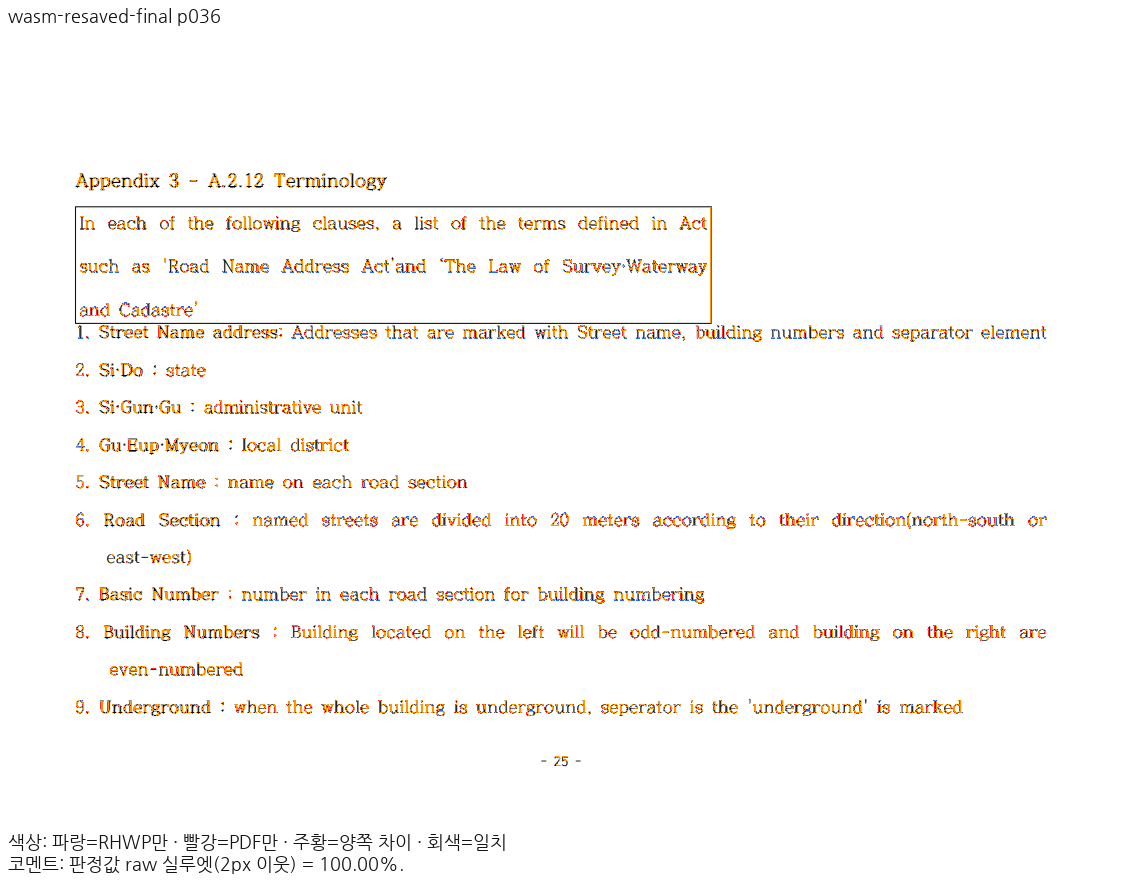 wasm-resaved-final p036
Appendix 3 - A.2.12 Terminology
In each of the following clauses, a list of the terms defined in Act
such as 'Road Name Address Act'and 'The Law of Survey·Waterway
and Cadastre'
1. Street Name address: Addresses that are marked with Street name, building numbers and separator element
2. Si·Do : state
3. Si·Gun·Gu : administrative unit
4. Gu·Eup·Myeon : local district
5. Street Name : name on each road section
6. Road Section : named streets are divided into 20 meters according to their direction(north-south or
east-west)
7. Basic Number : number in each road section for building numbering
8. Building Numbers : Building located on the left will be odd-numbered and building on the right are
even-numbered
9. Underground : when the whole building is underground, seperator is the 'underground' is marked
- 25 -
색상: 파랑=RHWP만 · 빨강=PDF만 · 주황=양쪽 차이 · 회색=일치
코멘트: 판정값 raw 실루엣(2px 이웃) = 100.00%.